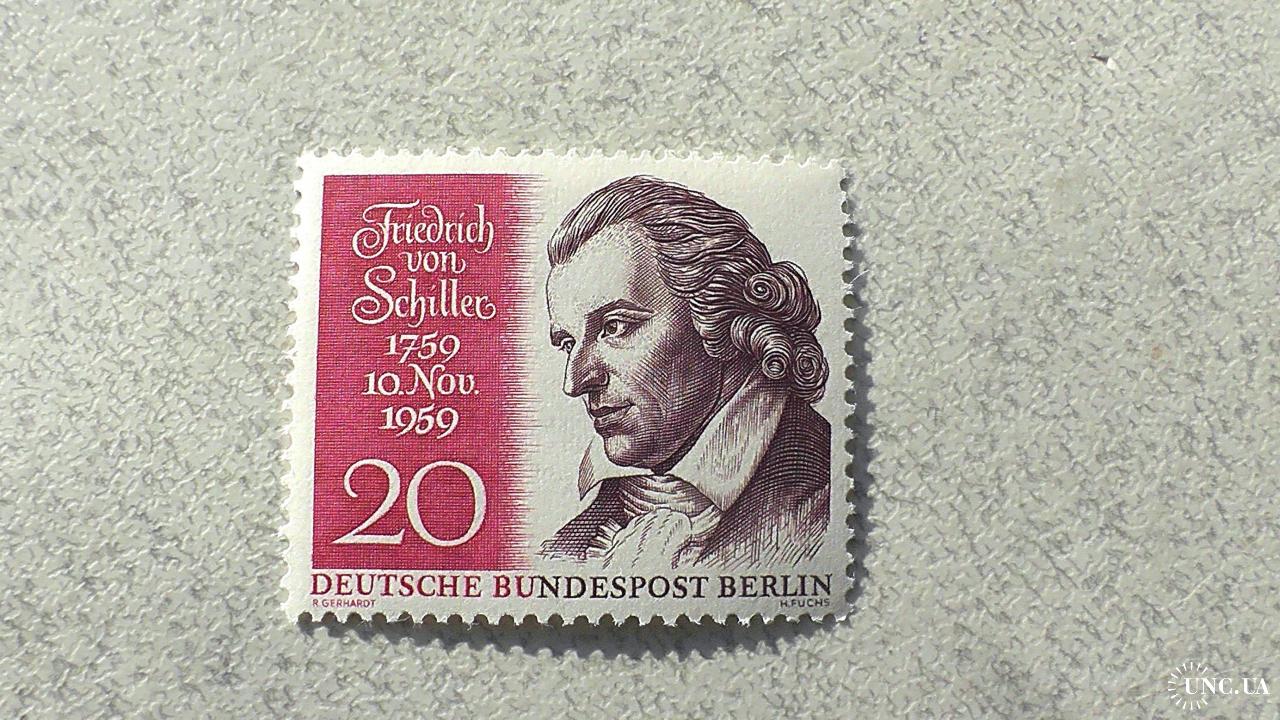 Friedrich
von
Schiller
1759
10. Nov.
1959
20
DEUTSCHE BUNDESPOST BERLIN
R.GERHARDT
H.FUCHS
UNC.UA